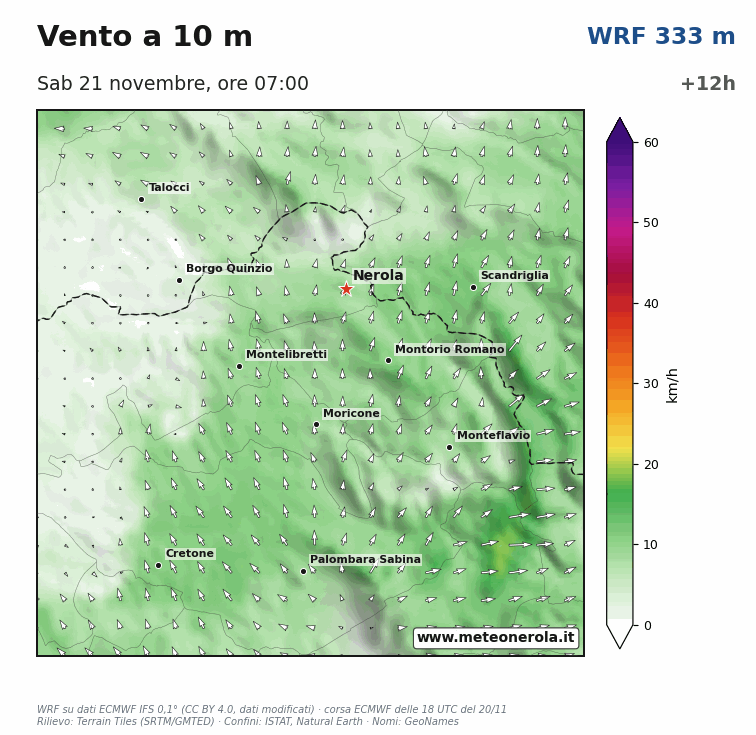 Vento a 10 m
WRF 333 m
Sab 21 novembre, ore 07:00
+12h
Talocci
Borgo Quinzio
Nerola
Scandriglia
Montelibretti
Montorio Romano
Moricone
Monteflavio
Cretone
Palombara Sabina
www.meteonerola.it
60
50
40
30
20
10
0
km/h
WRF su dati ECMWF IFS 0,1° (CC BY 4.0, dati modificati) · corsa ECMWF delle 18 UTC del 20/11
Rilievo: Terrain Tiles (SRTM/GMTED) · Confini: ISTAT, Natural Earth · Nomi: GeoNames